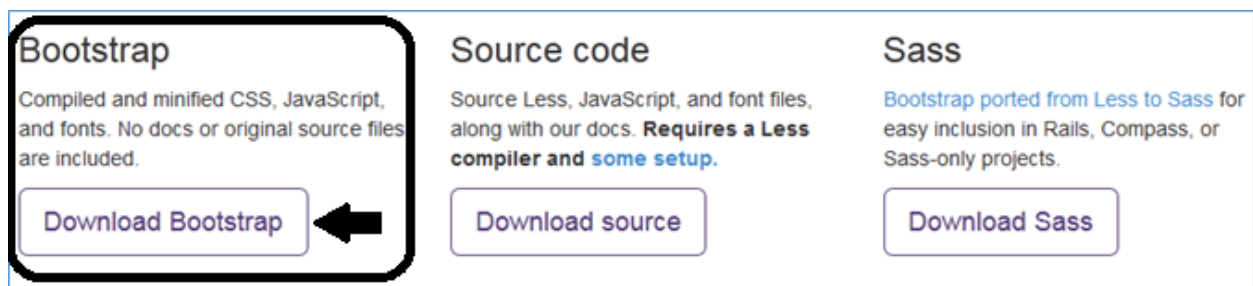 Bootstrap
Compiled and minified CSS, JavaScript,
and fonts. No docs or original source files
are included.
Download Bootstrap
Source code
Source Less, JavaScript, and font files,
along with our docs. Requires a Less
compiler and some setup.
Download source
Sass
Bootstrap ported from Less to Sass for
easy inclusion in Rails, Compass, or
Sass-only projects.
Download Sass